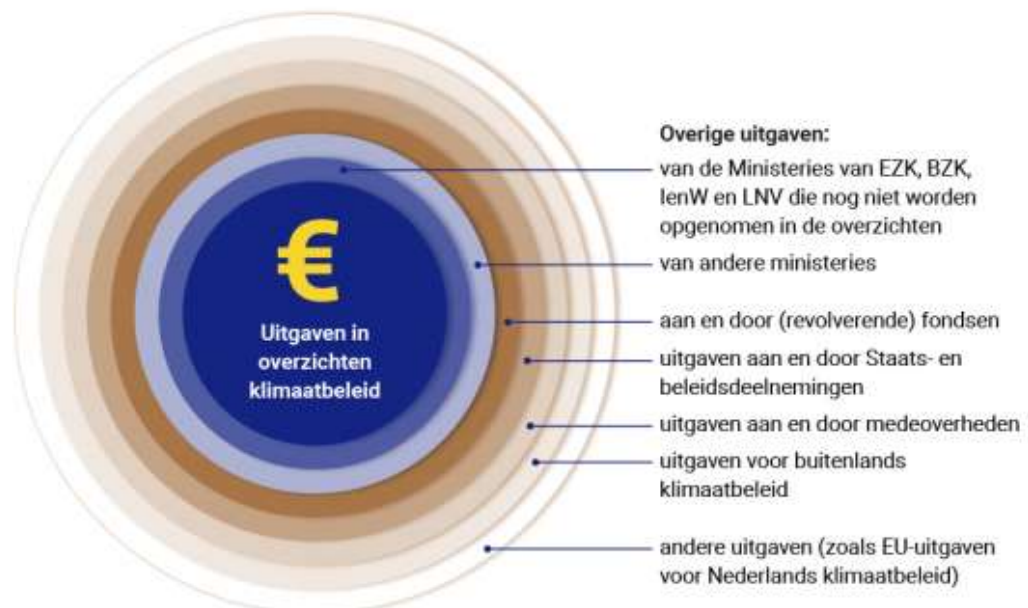 €
Uitgaven in
overzichten
klimaatbeleid
Overige uitgaven:
van de Ministeries van EZK, BZK,
IenW en LNV die nog niet worden
opgenomen in de overzichten
van andere ministeries
aan en door (revolverende) fondsen
uitgaven aan en door Staats- en
beleidsdeelnemingen
uitgaven aan en door medeoverheden
uitgaven voor buitenlands
klimaatbeleid
andere uitgaven (zoals EU-uitgaven
voor Nederlands klimaatbeleid)